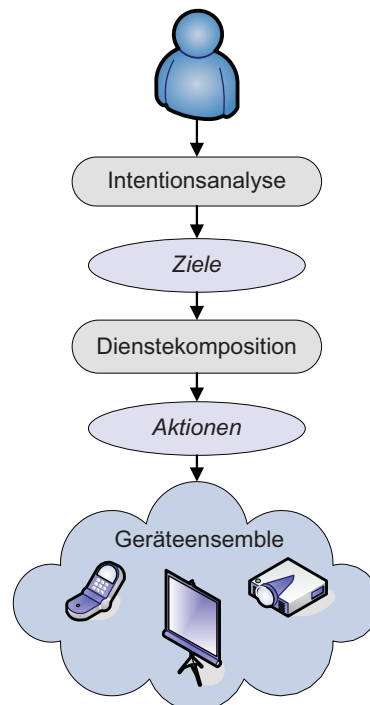 Intentionsanalyse
Ziele
Dienstekomposition
Aktionen
Geräteensemble